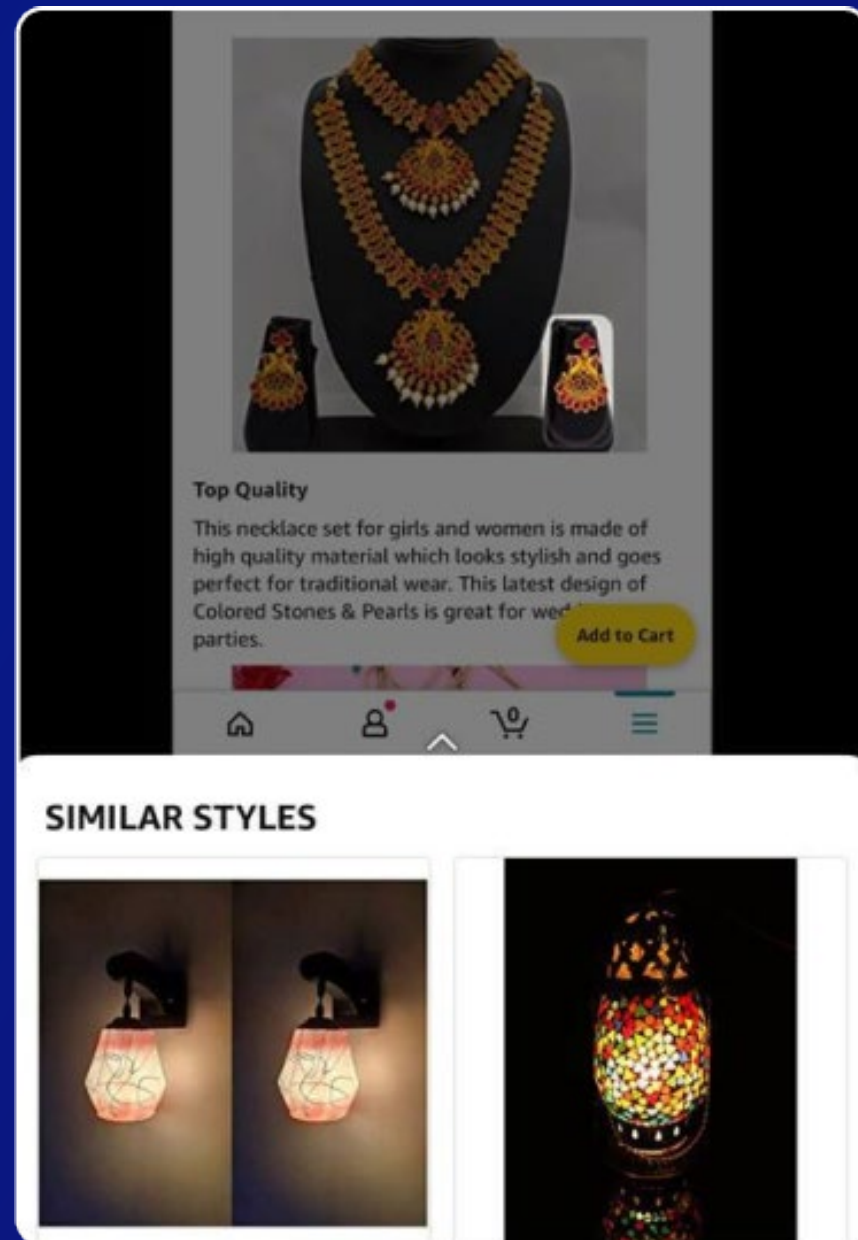 Top Quality
This necklace set for girls and women is made of
high quality material which looks stylish and goes
perfect for traditional wear. This latest design of
Colored Stones & Pearls is great for
parties.
Add to Cart
0
SIMILAR STYLES